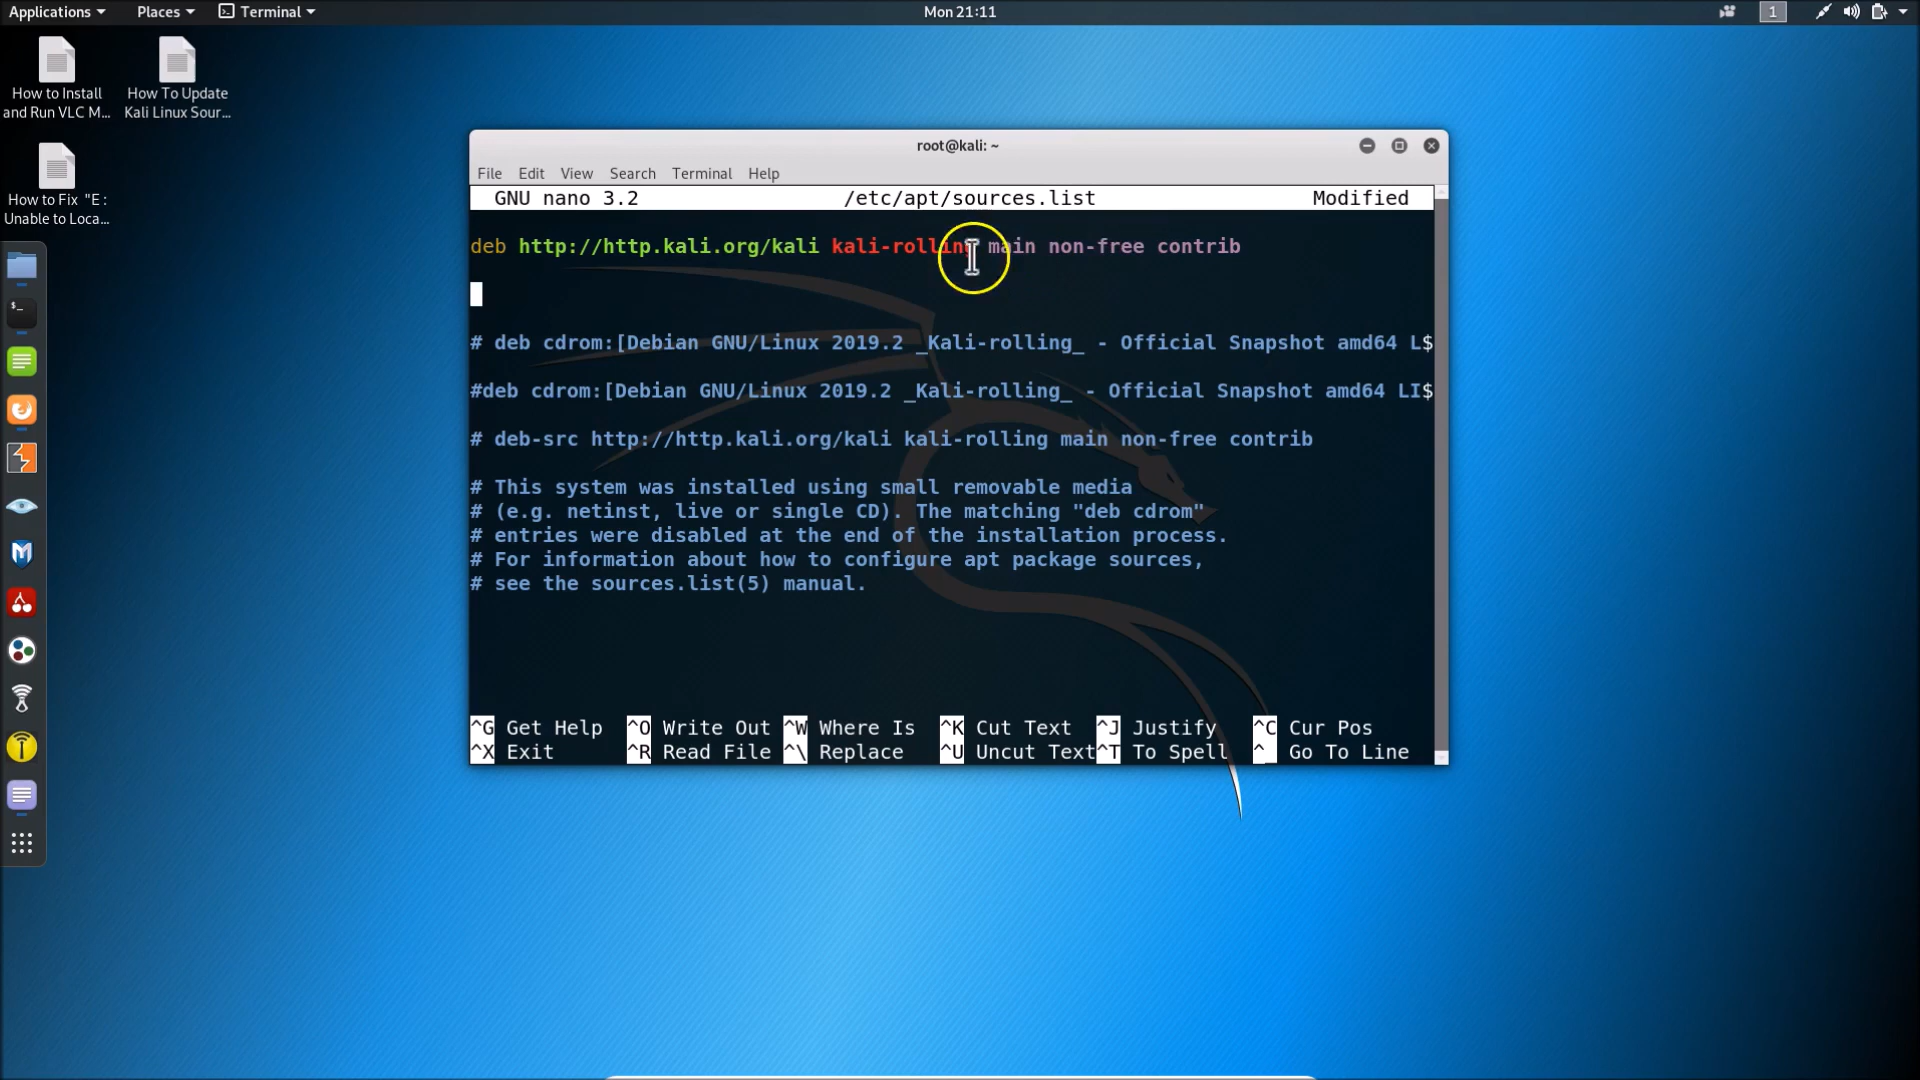 Applications Places Terminal Mon 21:11 1
How to Install
and Run VLC M...
How To Update
Kali Linux Sour...
How to Fix "E :
Unable to Loca...
root@kali: ~
File Edit View Search Terminal Help
GNU nano 3.2 /etc/apt/sources.list Modified
deb http://http.kali.org/kali kali-rolling main non-free contrib
# deb cdrom:[Debian GNU/Linux 2019.2 _Kali-rolling_ - Official Snapshot amd64 L$
#deb cdrom:[Debian GNU/Linux 2019.2 _Kali-rolling_ - Official Snapshot amd64 LI$
# deb-src http://http.kali.org/kali kali-rolling main non-free contrib
# This system was installed using small removable media
# (e.g. netinst, live or single CD). The matching "deb cdrom"
# entries were disabled at the end of the installation process.
# For information about how to configure apt package sources,
# see the sources.list(5) manual.
^G Get Help ^O Write Out ^W Where Is ^K Cut Text ^J Justify ^C Cur Pos
^X Exit ^R Read File ^\ Replace ^U Uncut Text ^T To Spell ^_ Go To Line